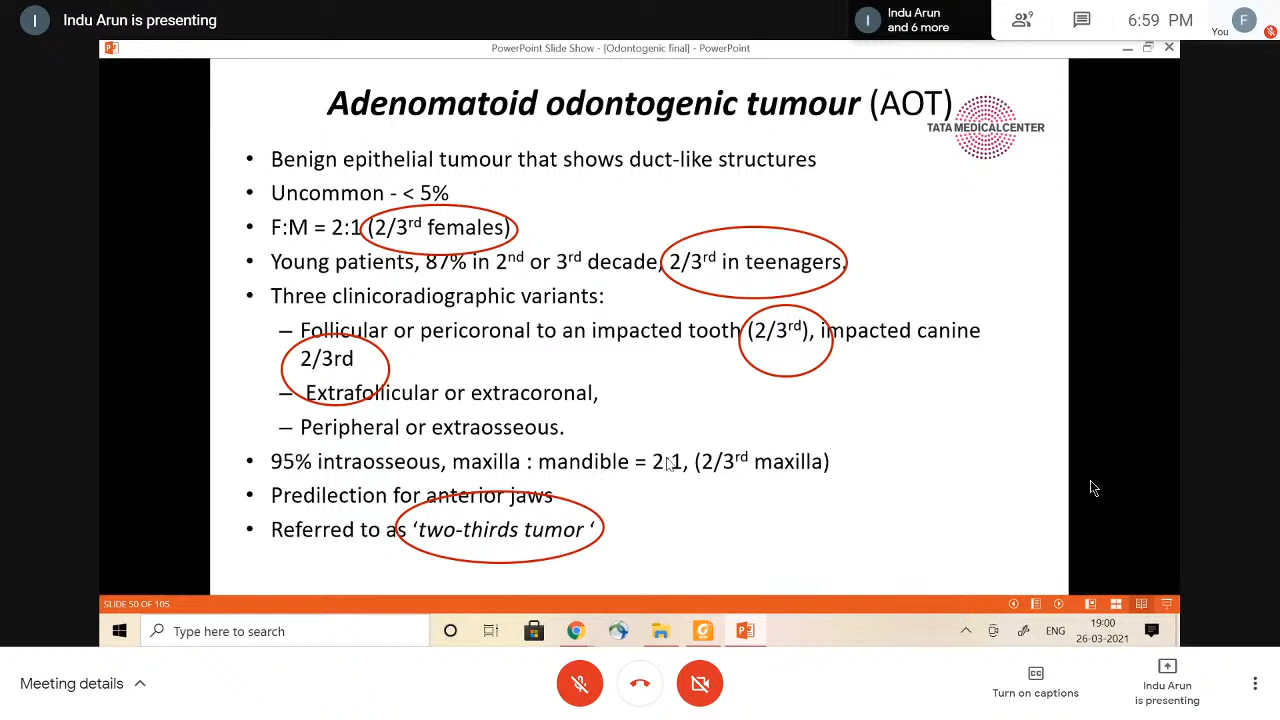 I
Indu Arun is presenting
I
Indu Arun
and 6 more
9
6:59 PM
You
F
PowerPoint Slide Show - [Odontogenic final] - PowerPoint
Adenomatoid odontogenic tumour (AOT)
TATA MEDICAL CENTER
• Benign epithelial tumour that shows duct-like structures
• Uncommon - < 5%
• F:M = 2:1 (2/3rd females)
• Young patients, 87% in 2nd or 3rd decade, 2/3rd in teenagers.
• Three clinicoradiographic variants:
– Follicular or pericoronal to an impacted tooth (2/3rd), impacted canine
2/3rd
– Extrafollicular or extracoronal,
– Peripheral or extraosseous.
• 95% intraosseous, maxilla : mandible = 2:1, (2/3rd maxilla)
• Predilection for anterior jaws
• Referred to as ‘two-thirds tumor ‘
SLIDE 50 OF 105
Type here to search
ENG
19:00
26-03-2021
Meeting details
Turn on captions
Indu Arun
is presenting